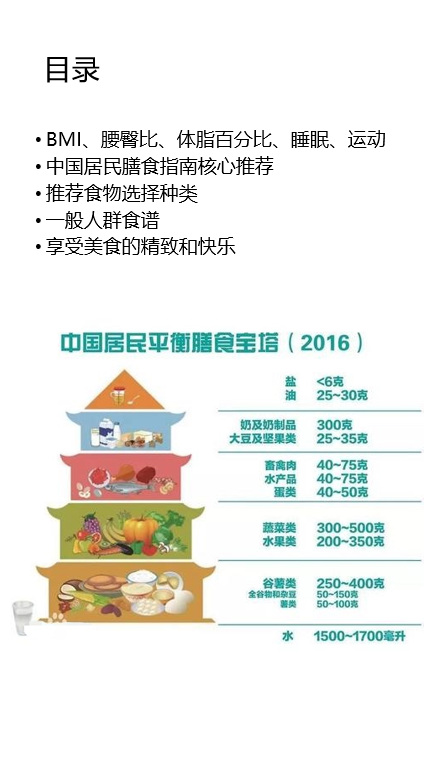 目录
• BMI、腰臀比、体脂百分比、睡眠、运动
• 中国居民膳食指南核心推荐
• 推荐食物选择种类
• 一般人群食谱
• 享受美食的精致和快乐
中国居民平衡膳食宝塔（2016）
盐 <6克
油 25~30克
奶及奶制品 300克
大豆及坚果类 25~35克
畜禽肉 40~75克
水产品 40~75克
蛋类 40~50克
蔬菜类 300~500克
水果类 200~350克
谷薯类 250~400克
全谷物和杂豆 50~150克
薯类 50~100克
水 1500~1700毫升